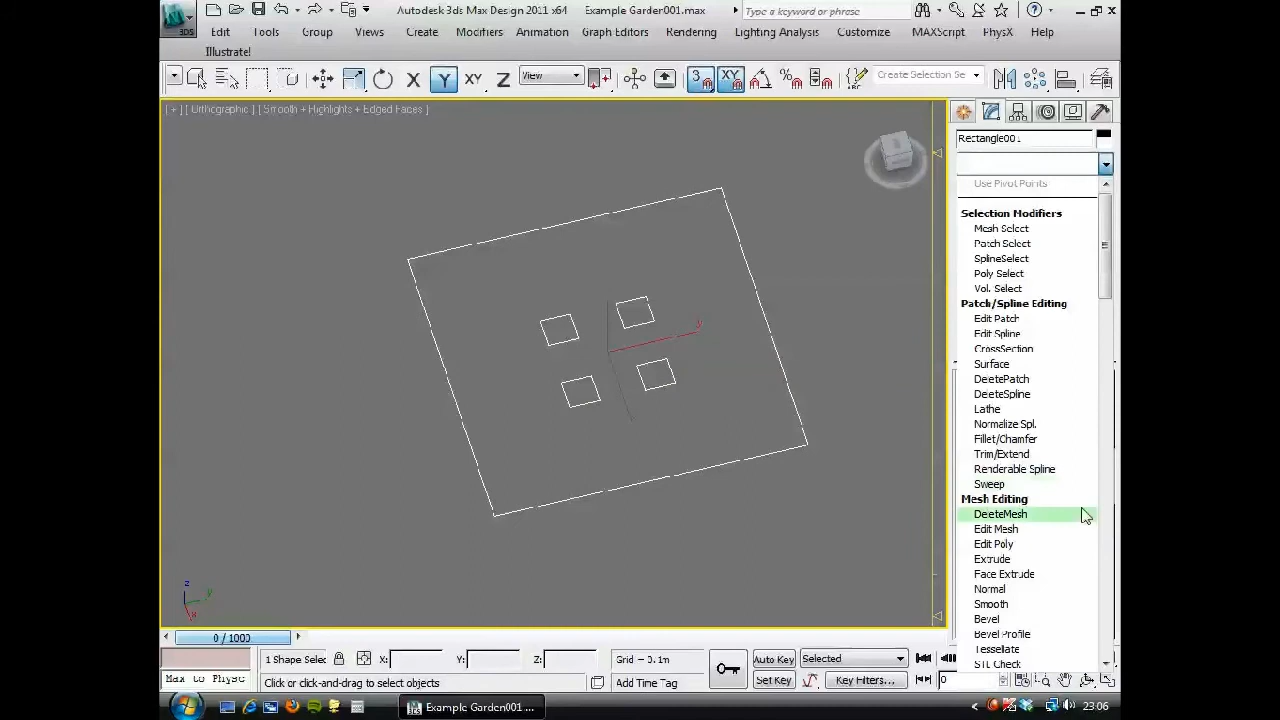 Autodesk 3ds Max Design 2011 x64 Example Garden001.max Type a keyword or phrase
Edit Tools Group Views Create Modifiers Animation Graph Editors Rendering Lighting Analysis Customize MAXScript PhysX Help
Illustrate!
3 X Y XY Z View XY % Create Selection Se
[ + ] [ Orthographic ] [ Smooth + Highlights + Edged Faces ]
Rectangle001
Use Pivot Points
Selection Modifiers
Mesh Select
Patch Select
SplineSelect
Poly Select
Vol. Select
Patch/Spline Editing
Edit Patch
Edit Spline
CrossSection
Surface
DeletePatch
DeleteSpline
Lathe
Normalize Spl.
Fillet/Chamfer
Trim/Extend
Renderable Spline
Sweep
Mesh Editing
DeleteMesh
Edit Mesh
Edit Poly
Extrude
Face Extrude
Normal
Smooth
Bevel
Bevel Profile
Tessellate
STL Check
y
z
y
x
0 / 1000
1 Shape Selec X: Y: Z: Grid = 0.1m Auto Key Selected
Max to Physc Click or click-and-drag to select objects Add Time Tag Set Key Key Filters... 0
Example Garden001.... 23:06